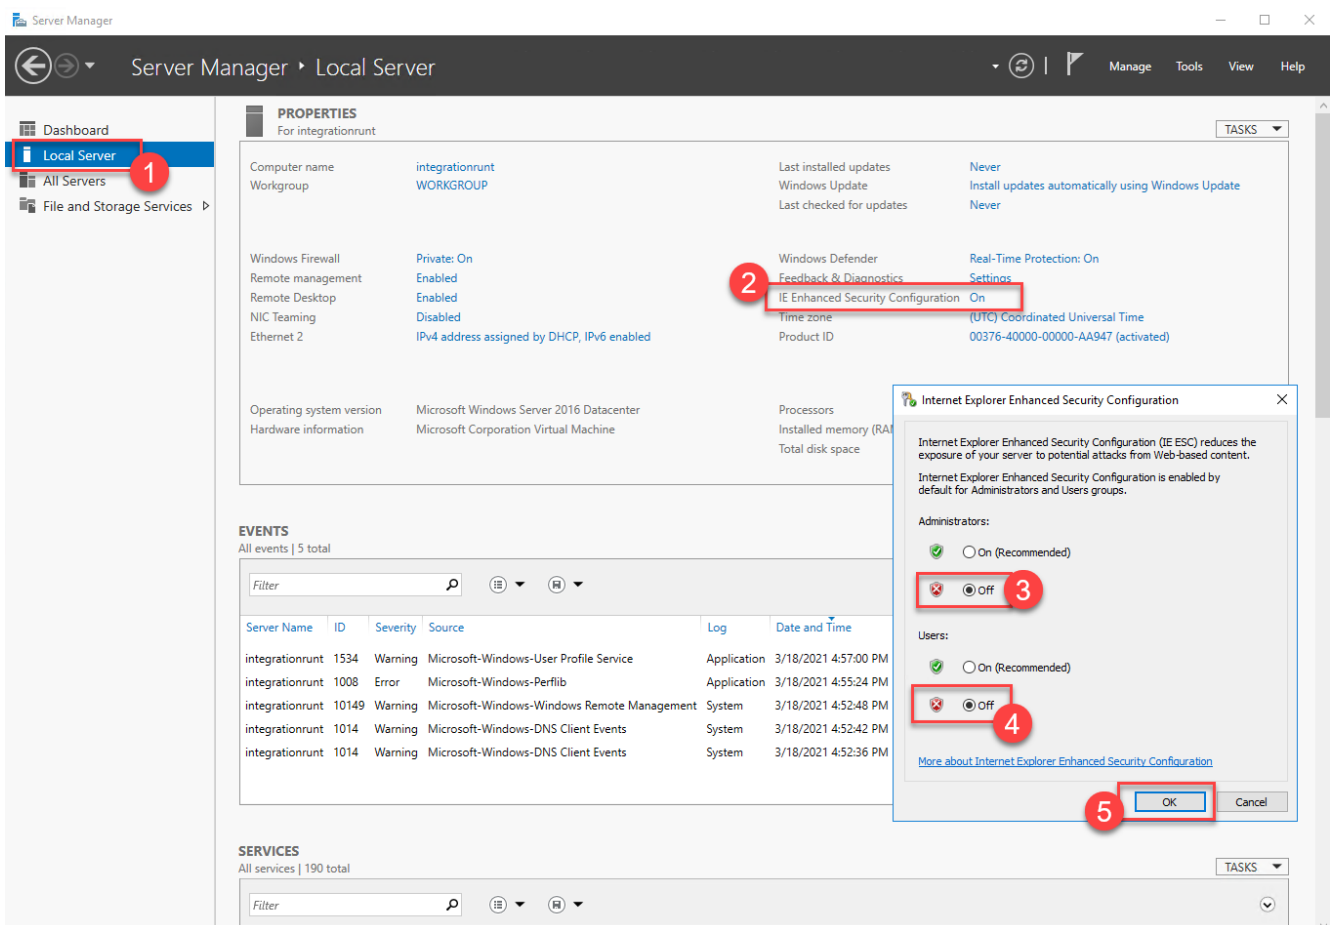 Server Manager
Server Manager ‣ Local Server
Manage Tools View Help
Dashboard
Local Server
1
All Servers
File and Storage Services
PROPERTIES
For integrationrunt
TASKS
Computer name integrationrunt
Workgroup WORKGROUP
Last installed updates Never
Windows Update Install updates automatically using Windows Update
Last checked for updates Never
Windows Firewall Private: On
Remote management Enabled
Remote Desktop Enabled
NIC Teaming Disabled
Ethernet 2 IPv4 address assigned by DHCP, IPv6 enabled
Windows Defender Real-Time Protection: On
Feedback & Diagnostics Settings
2
IE Enhanced Security Configuration On
Time zone (UTC) Coordinated Universal Time
Product ID 00376-40000-00000-AA947 (activated)
Operating system version Microsoft Windows Server 2016 Datacenter
Hardware information Microsoft Corporation Virtual Machine
Processors
Installed memory (RAM
Total disk space
EVENTS
All events | 5 total
Filter
Server Name ID Severity Source Log Date and Time
integrationrunt 1534 Warning Microsoft-Windows-User Profile Service Application 3/18/2021 4:57:00 PM
integrationrunt 1008 Error Microsoft-Windows-Perflib Application 3/18/2021 4:55:24 PM
integrationrunt 10149 Warning Microsoft-Windows-Windows Remote Management System 3/18/2021 4:52:48 PM
integrationrunt 1014 Warning Microsoft-Windows-DNS Client Events System 3/18/2021 4:52:42 PM
integrationrunt 1014 Warning Microsoft-Windows-DNS Client Events System 3/18/2021 4:52:36 PM
Internet Explorer Enhanced Security Configuration
Internet Explorer Enhanced Security Configuration (IE ESC) reduces the
exposure of your server to potential attacks from Web-based content.
Internet Explorer Enhanced Security Configuration is enabled by
default for Administrators and Users groups.
Administrators:
On (Recommended)
Off
3
Users:
On (Recommended)
Off
4
More about Internet Explorer Enhanced Security Configuration
5
OK Cancel
SERVICES
All services | 190 total
TASKS
Filter